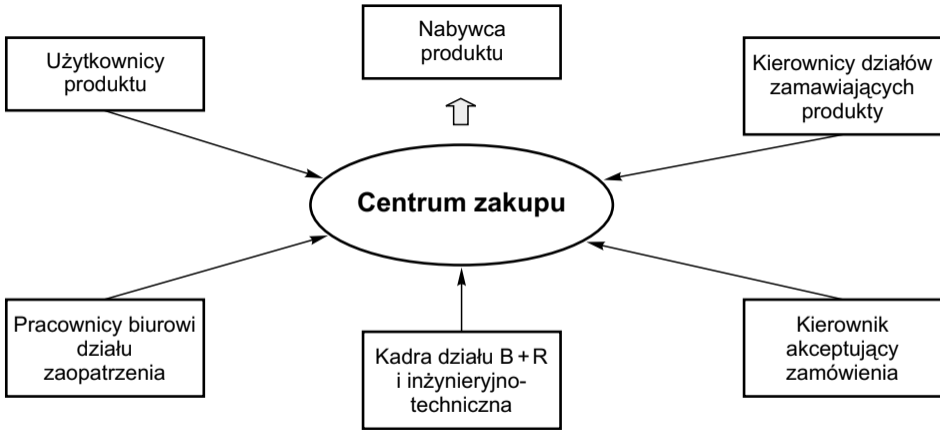 Nabywca
produktu
Użytkownicy
produktu
Kierownicy działów
zamawiających
produkty
Centrum zakupu
Pracownicy biurowi
działu
zaopatrzenia
Kadra działu B + R
i inżynieryjno-
techniczna
Kierownik
akceptujący
zamówienia